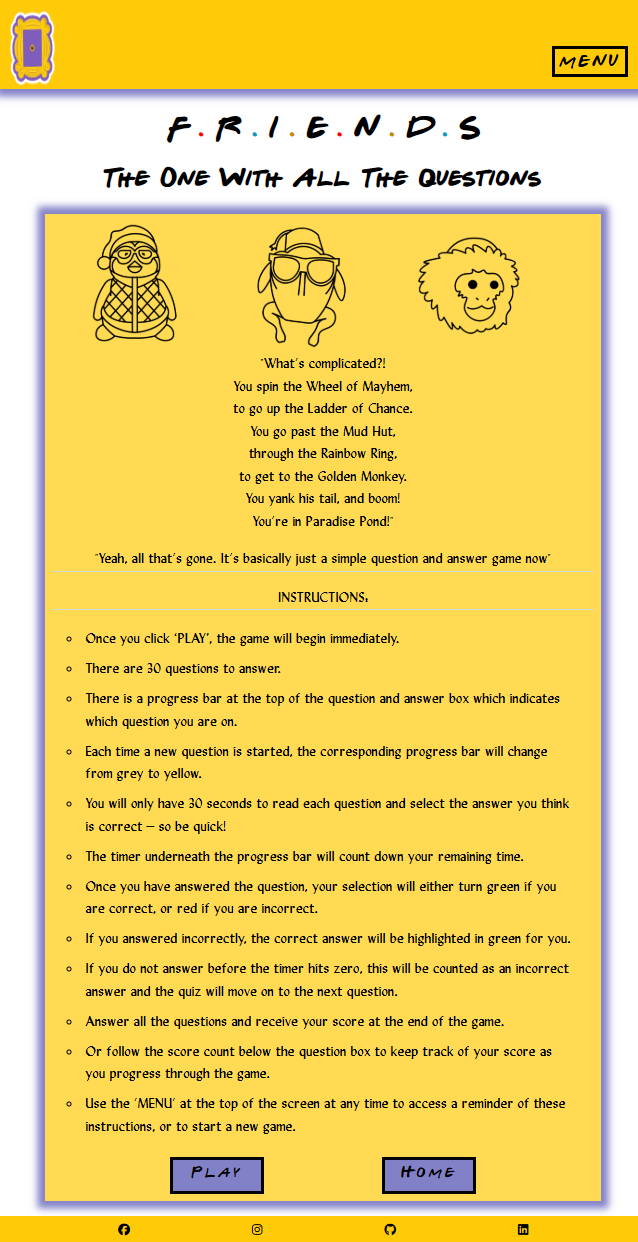 MENU
F.R.I.E.N.D.S
The One With All The Questions
"What's complicated?!
You spin the Wheel of Mayhem,
to go up the Ladder of Chance.
You go past the Mud Hut,
through the Rainbow Ring,
to get to the Golden Monkey.
You yank his tail, and boom!
You're in Paradise Pond!"
"Yeah, all that's gone. It's basically just a simple question and answer game now"
INSTRUCTIONS:
Once you click 'PLAY', the game will begin immediately.
There are 30 questions to answer.
There is a progress bar at the top of the question and answer box which indicates
which question you are on.
Each time a new question is started, the corresponding progress bar will change
from grey to yellow.
You will only have 30 seconds to read each question and select the answer you think
is correct – so be quick!
The timer underneath the progress bar will count down your remaining time.
Once you have answered the question, your selection will either turn green if you
are correct, or red if you are incorrect.
If you answered incorrectly, the correct answer will be highlighted in green for you.
If you do not answer before the timer hits zero, this will be counted as an incorrect
answer and the quiz will move on to the next question.
Answer all the questions and receive your score at the end of the game.
Or follow the score count below the question box to keep track of your score as
you progress through the game.
Use the 'MENU' at the top of the screen at any time to access a reminder of these
instructions, or to start a new game.
Play
Home